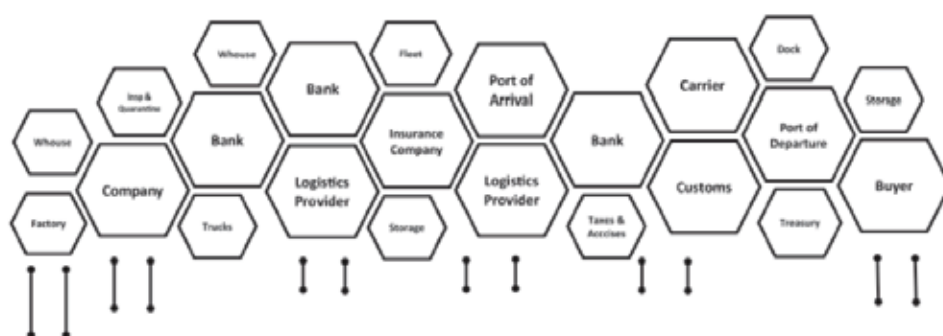 Whouse
Factory
Insp &
Quarantine
Company
Whouse
Bank
Trucks
Bank
Logistics
Provider
Fleet
Insurance
Company
Storage
Port of
Arrival
Logistics
Provider
Bank
Taxes &
Accises
Carrier
Customs
Dock
Port of
Departure
Treasury
Storage
Buyer